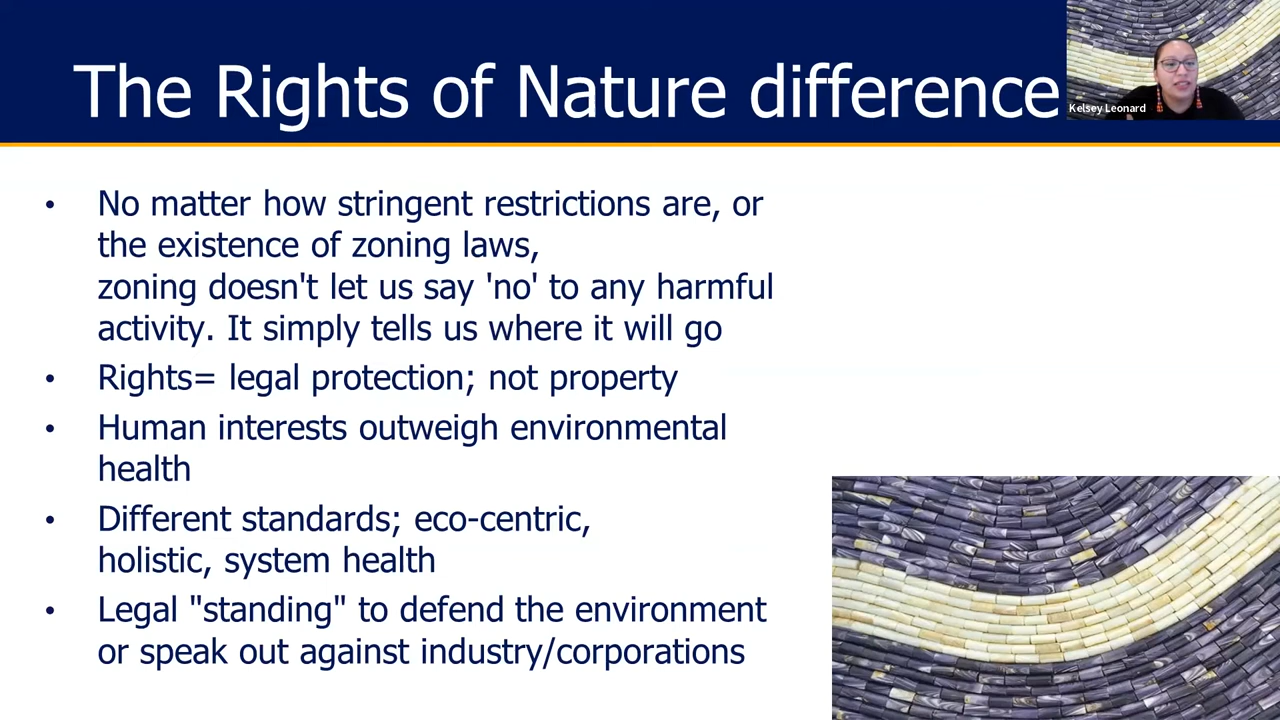 The Rights of Nature difference
Kelsey Leonard
• No matter how stringent restrictions are, or
the existence of zoning laws,
zoning doesn't let us say 'no' to any harmful
activity. It simply tells us where it will go
• Rights= legal protection; not property
• Human interests outweigh environmental
health
• Different standards; eco-centric,
holistic, system health
• Legal "standing" to defend the environment
or speak out against industry/corporations